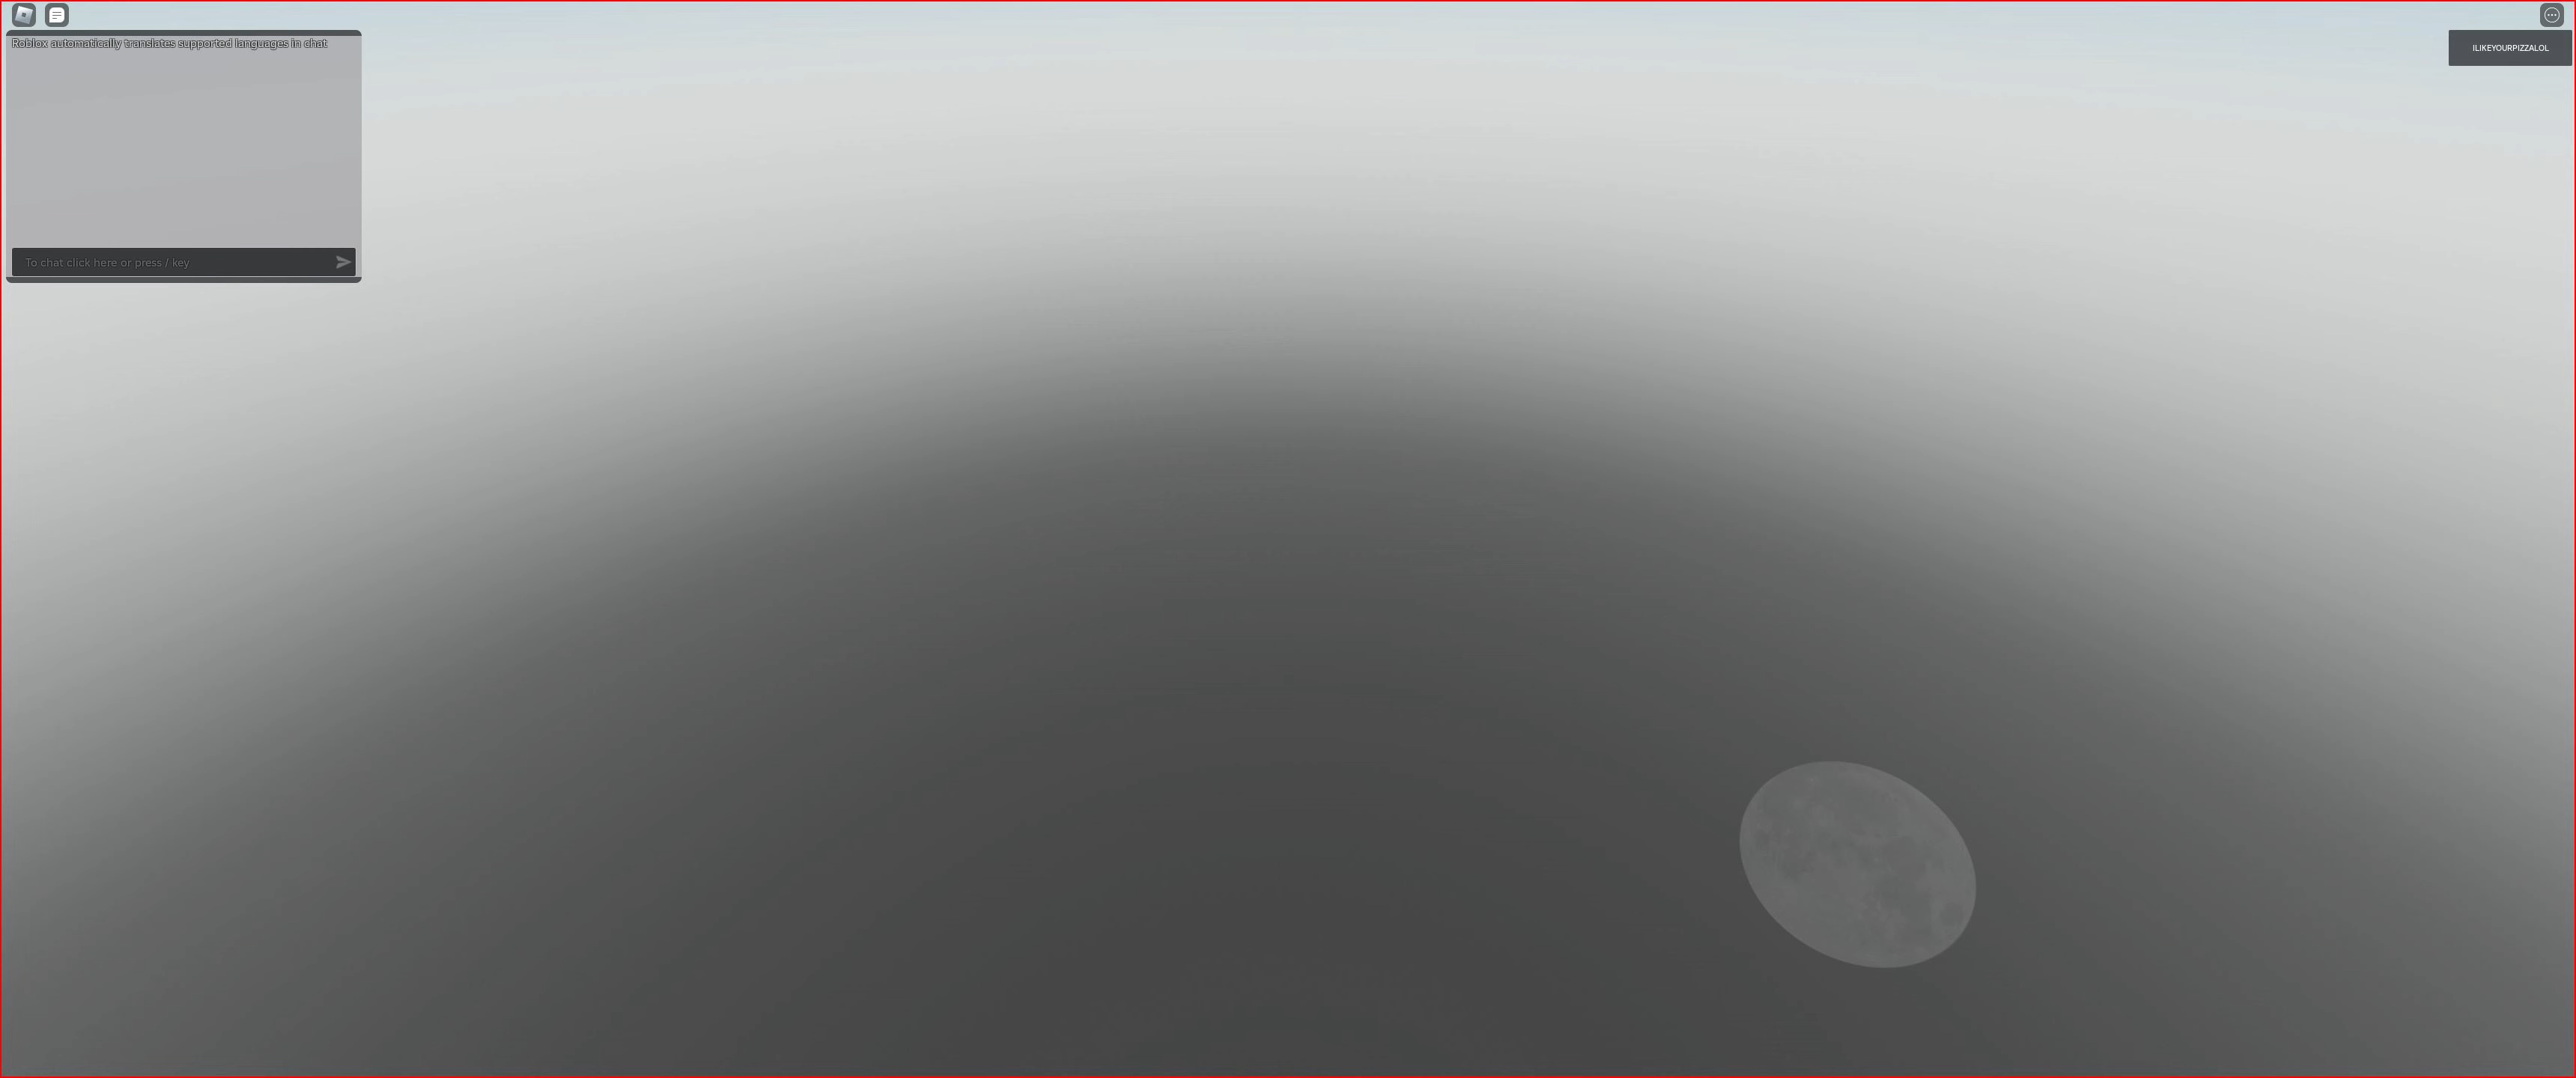 Roblox automatically translates supported languages in chat
ILIKEYOURPIZZALOL
To chat click here or press / key